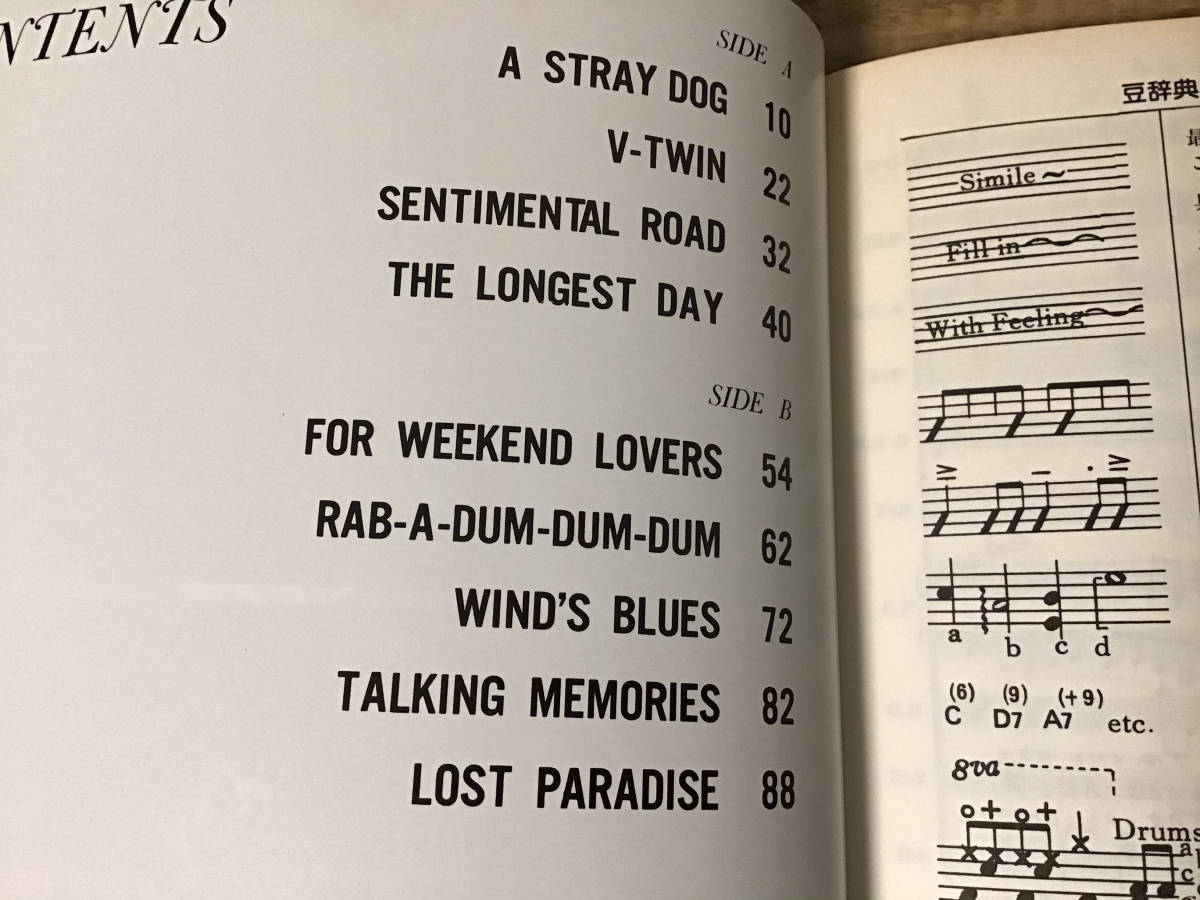 NTENTS
SIDE A
A STRAY DOG 10
V-TWIN 22
SENTIMENTAL ROAD 32
THE LONGEST DAY 40
SIDE B
FOR WEEKEND LOVERS 54
RAB-A-DUM-DUM-DUM 62
WIND'S BLUES 72
TALKING MEMORIES 82
LOST PARADISE 88
豆辞典
Simile
Fill in
With Feeling
a b c d
(6) (9) (+9)
C D7 A7 etc.
8va
Drums
a
c